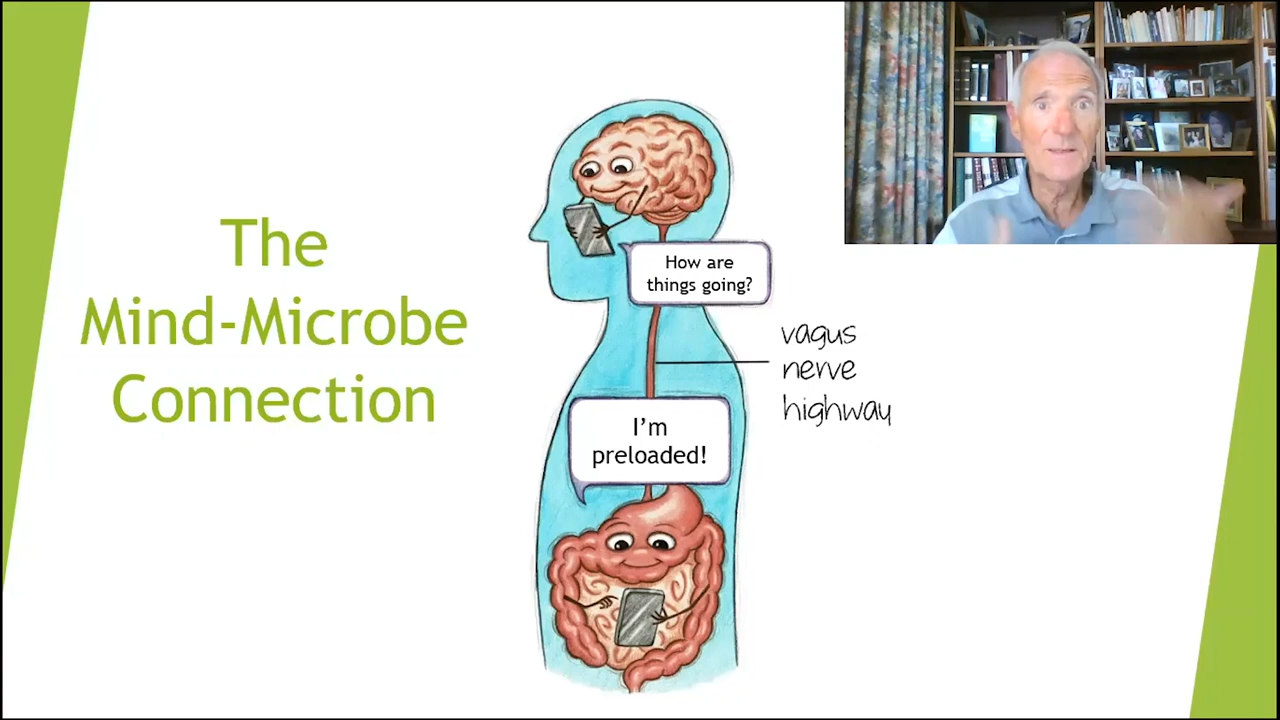 The
Mind-Microbe
Connection
How are
things going?
vagus
nerve
highway
I'm
preloaded!